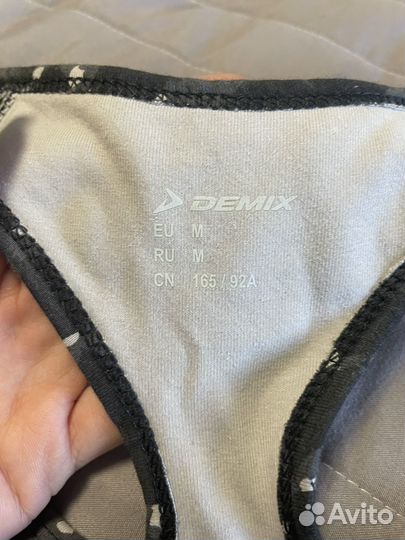 DEMIX
EU M
RU M
CN 165 / 92A
Avito